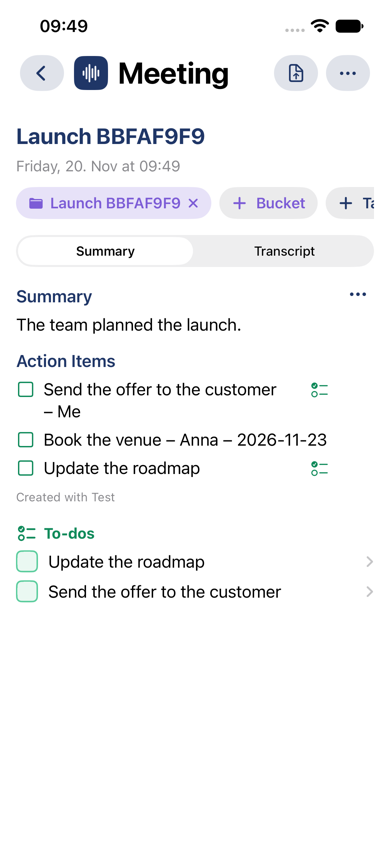 09:49
Meeting
Launch BBFAF9F9
Friday, 20. Nov at 09:49
Launch BBFAF9F9 × + Bucket + Ta
Summary Transcript
Summary
The team planned the launch.
Action Items
Send the offer to the customer
– Me
Book the venue – Anna – 2026-11-23
Update the roadmap
Created with Test
To-dos
Update the roadmap
Send the offer to the customer